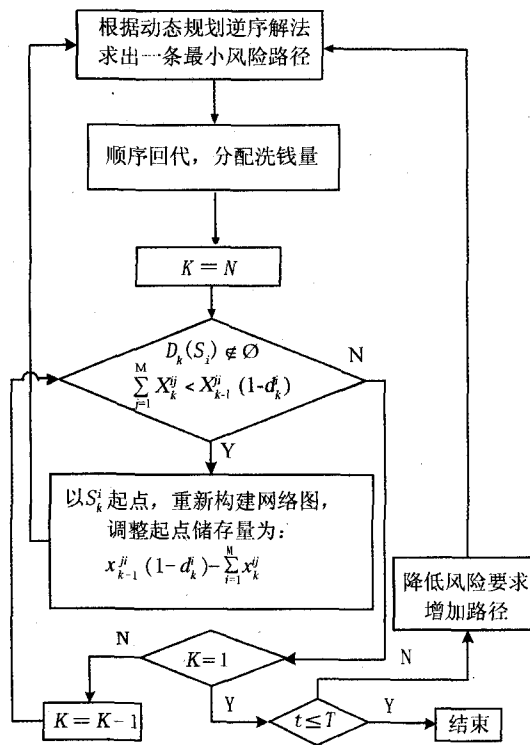 根据动态规划逆序解法
求出一条最小风险路径
顺序回代，分配洗钱量
K = N
D_k(S_i) ∉ ∅
N
\sum_{j=1}^{M} X_k^{ij} < X_{k-1}^{ji} (1-d_k^i)
Y
以S_k^i 起点，重新构建网络图，
调整起点储存量为：
x_{k-1}^{ji} (1-d_k^i) - \sum_{i=1}^{M} x_k^{ij}
降低风险要求
增加路径
N
K=1
N
K = K-1
Y
t≤T
Y
结束